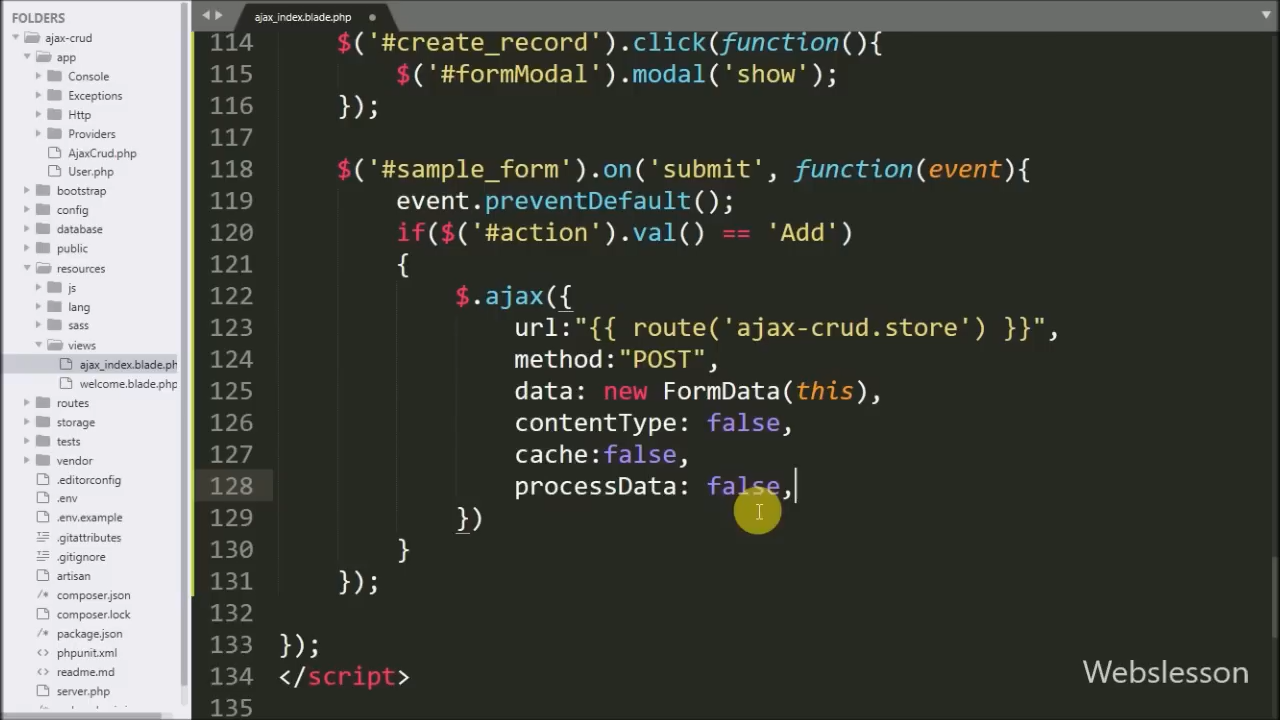 FOLDERS
ajax-crud
app
Console
Exceptions
Http
Providers
AjaxCrud.php
User.php
bootstrap
config
database
public
resources
js
lang
sass
views
ajax_index.blade.ph
welcome.blade.php
routes
storage
tests
vendor
.editorconfig
.env
.env.example
.gitattributes
.gitignore
artisan
composer.json
composer.lock
package.json
phpunit.xml
readme.md
server.php
ajax_index.blade.php
114 $('#create_record').click(function(){
115 $('#formModal').modal('show');
116 });
117
118 $('#sample_form').on('submit', function(event){
119 event.preventDefault();
120 if($('#action').val() == 'Add')
121 {
122 $.ajax({
123 url:"{{ route('ajax-crud.store') }}",
124 method:"POST",
125 data: new FormData(this),
126 contentType: false,
127 cache:false,
128 processData: false,
129 })
130 }
131 });
132
133 });
134 </script>
135
Webslesson